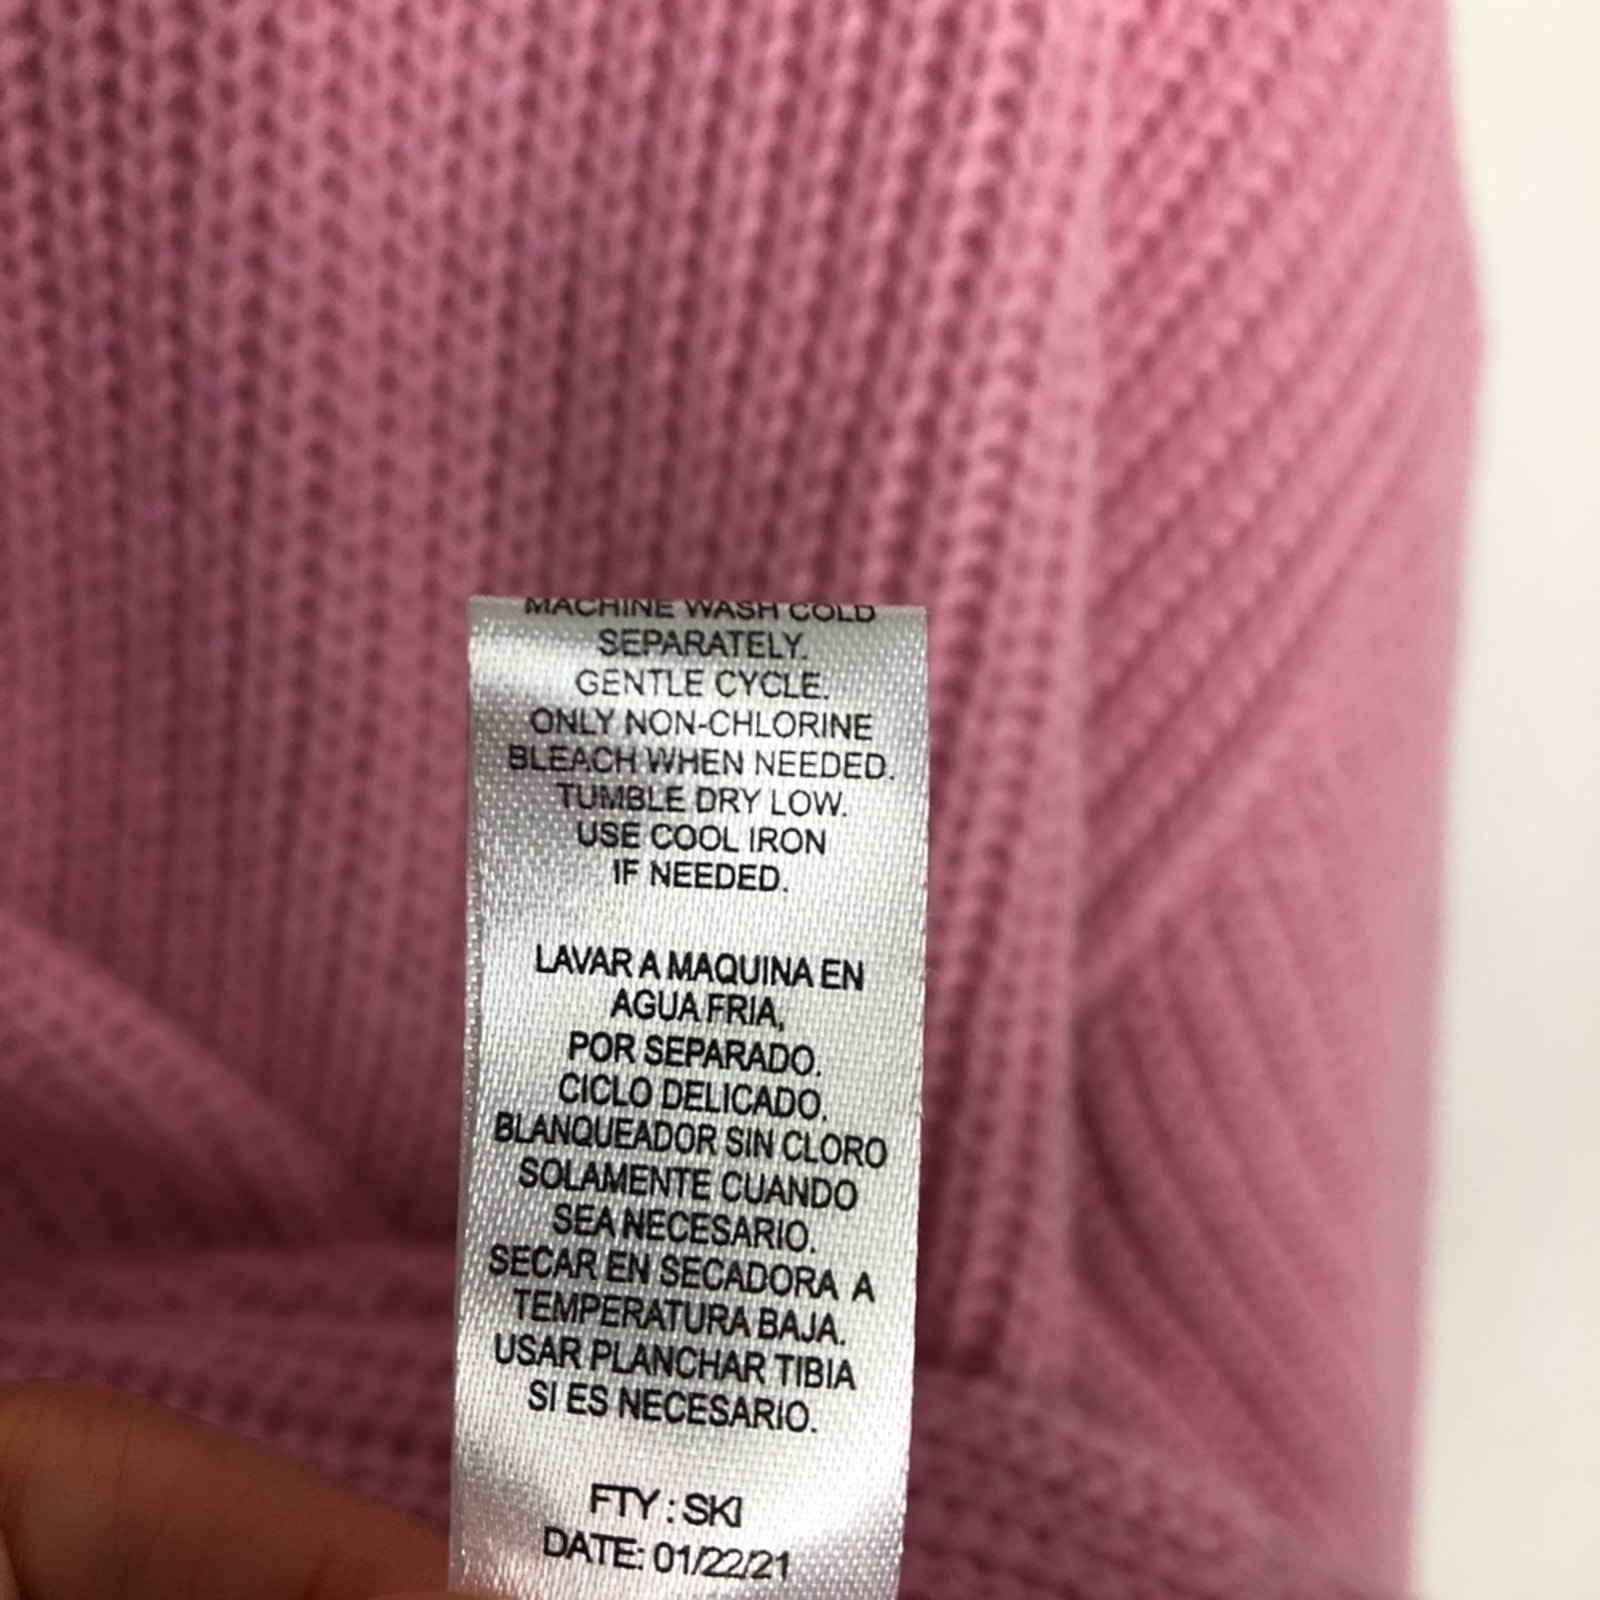 MACHINE WASH COLD
SEPARATELY.
GENTLE CYCLE.
ONLY NON-CHLORINE
BLEACH WHEN NEEDED.
TUMBLE DRY LOW.
USE COOL IRON
IF NEEDED.
LAVAR A MAQUINA EN
AGUA FRIA,
POR SEPARADO.
CICLO DELICADO.
BLANQUEADOR SIN CLORO
SOLAMENTE CUANDO
SEA NECESARIO.
SECAR EN SECADORA A
TEMPERATURA BAJA.
USAR PLANCHAR TIBIA
SI ES NECESARIO.
FTY : SKI
DATE: 01/22/21